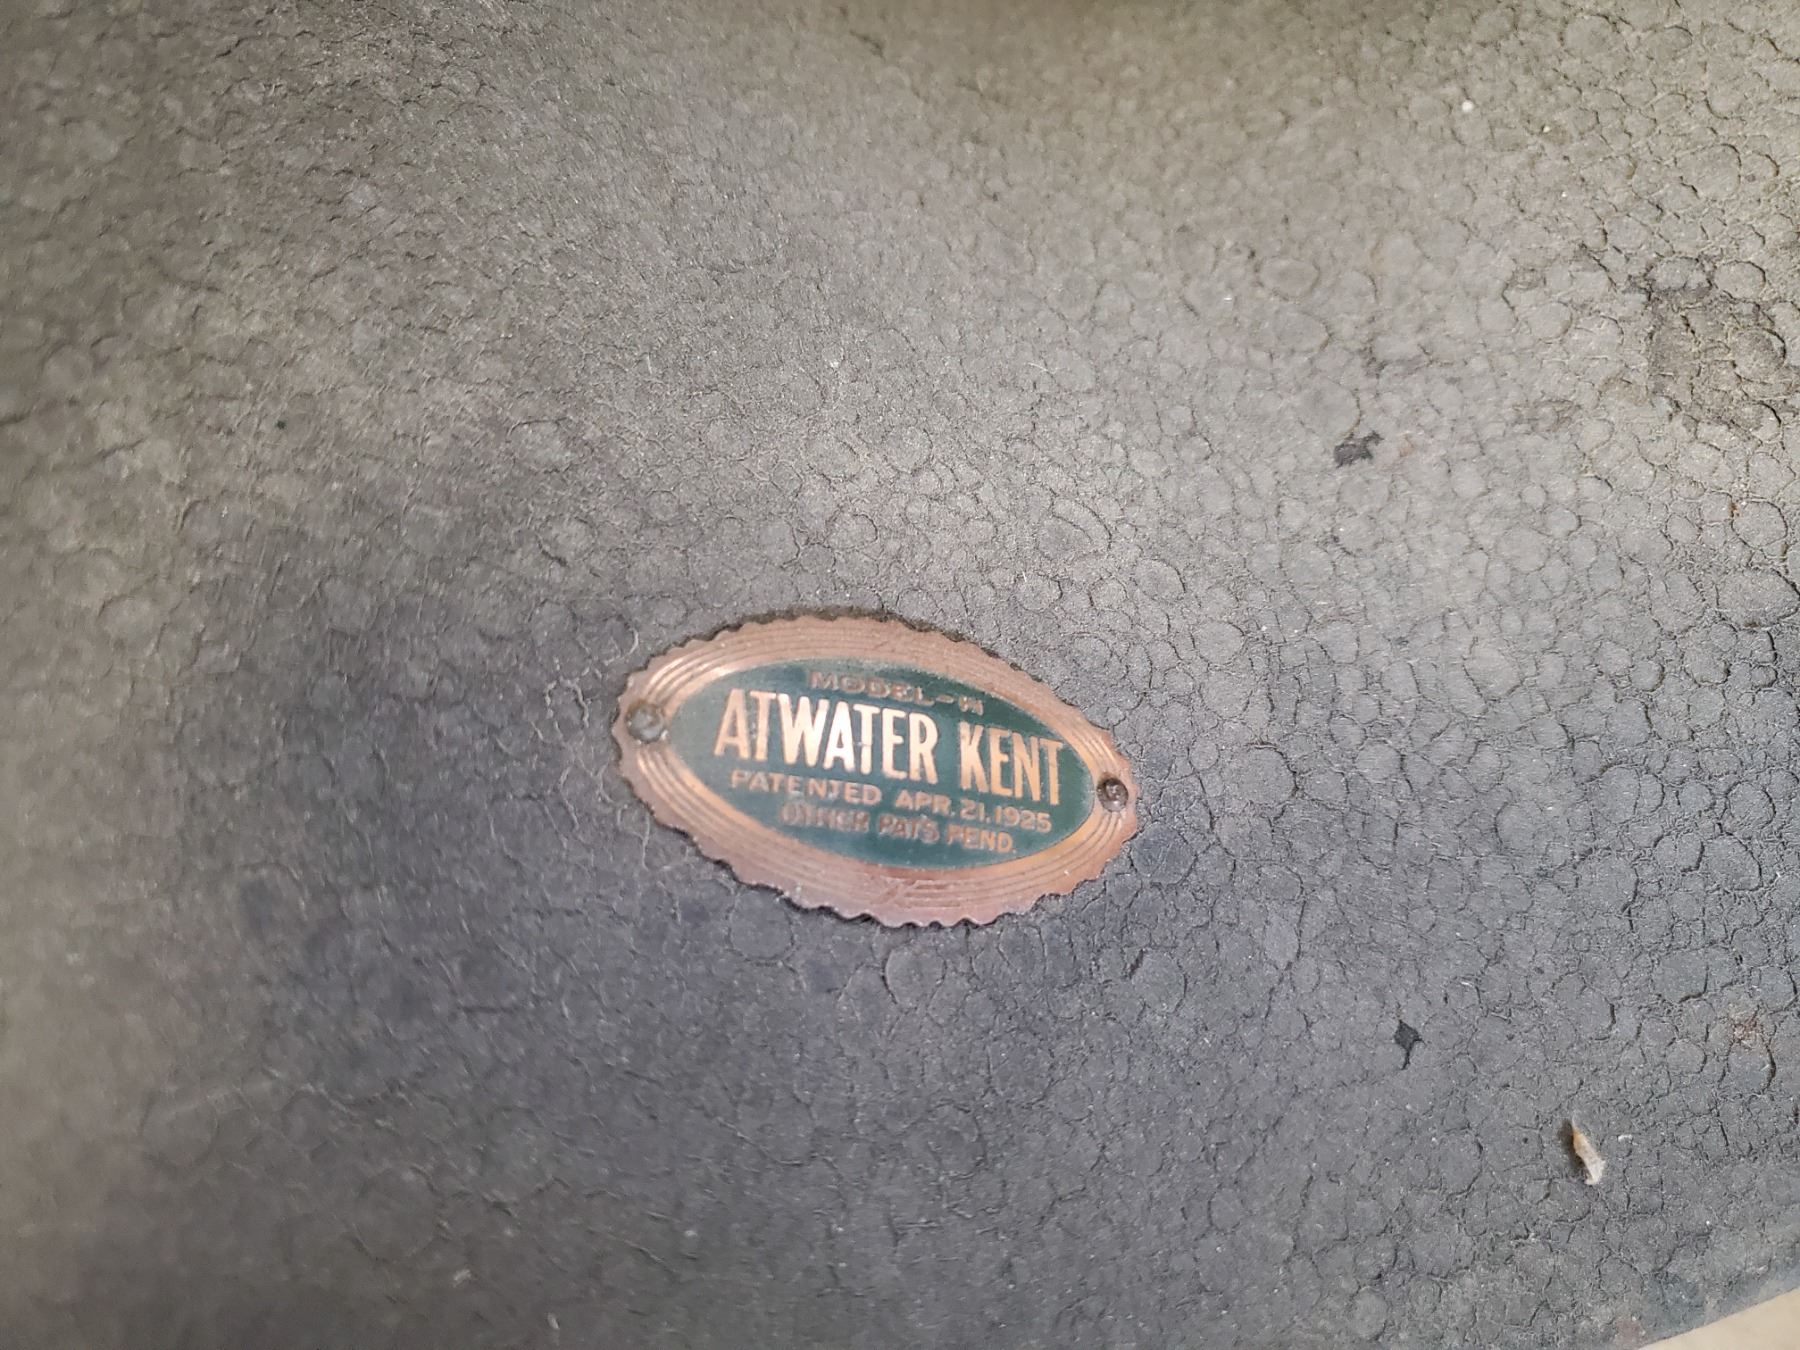 MODEL-H
ATWATER KENT
PATENTED APR. 21. 1925
OTHER PAT'S PEND.